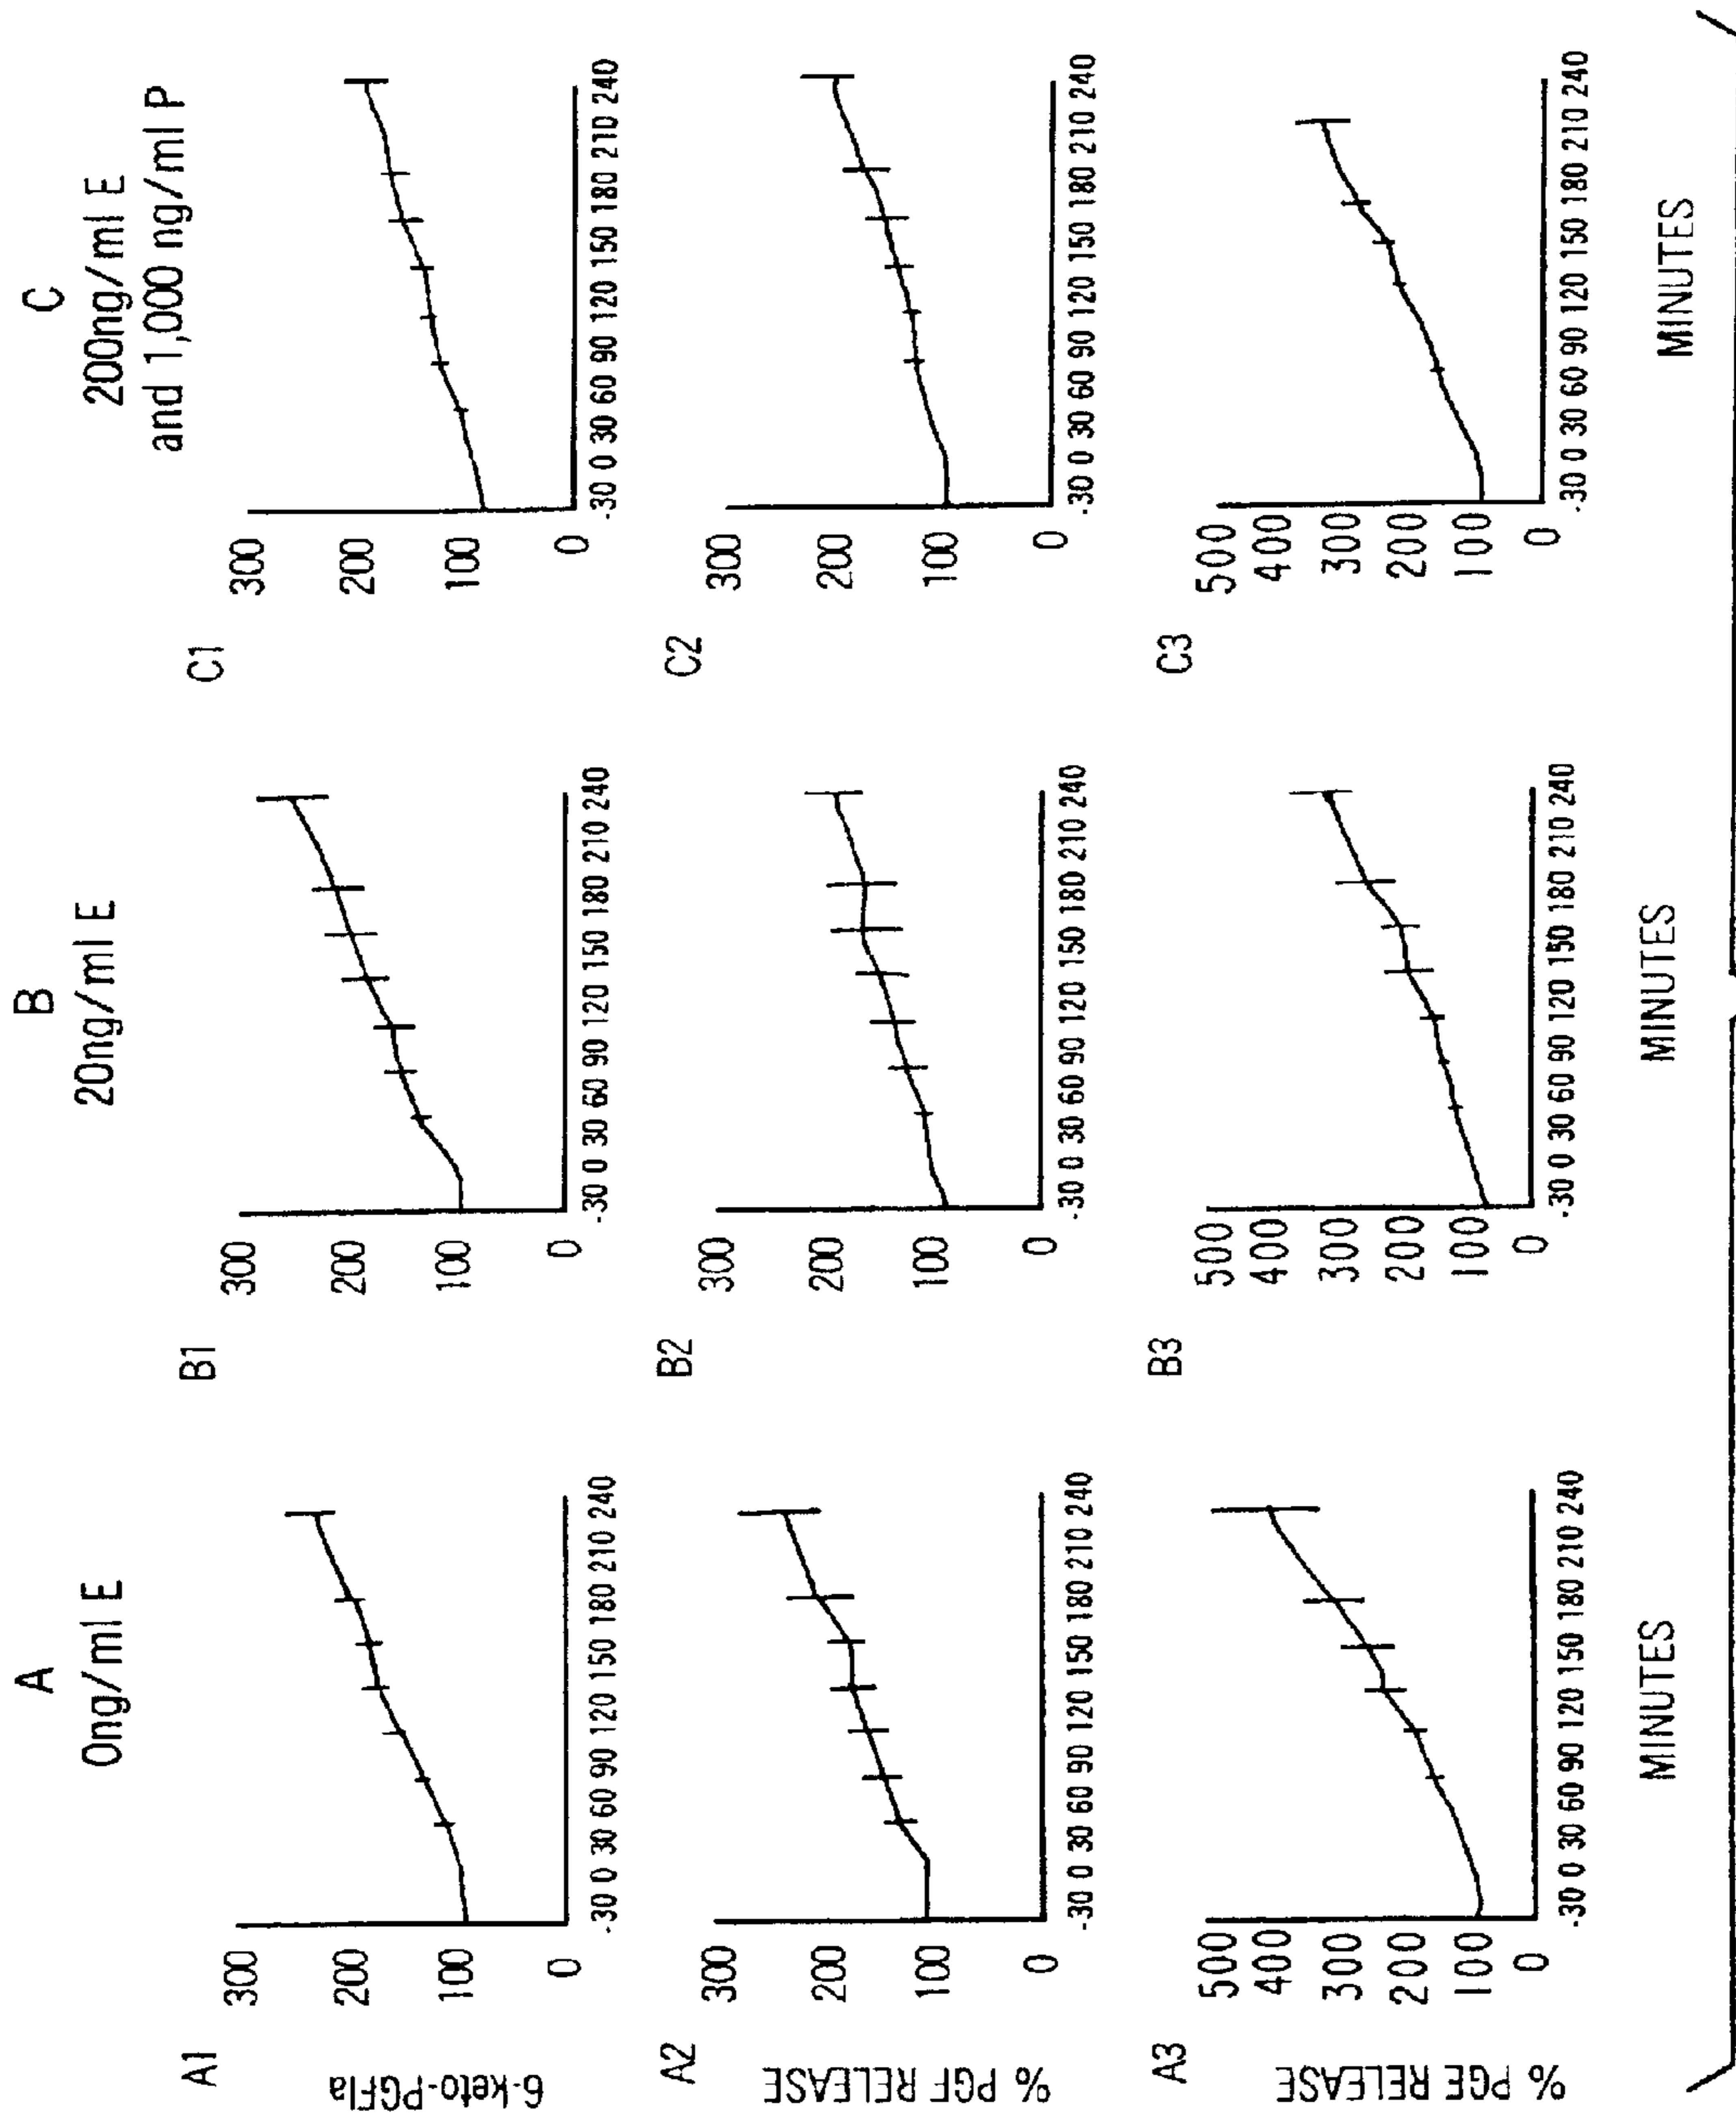 A
0ng/ml E
B
20ng/ml E
C
200ng/ml E
and 1,000 ng/ml P
A1
6-keto-PGFIa
300
200
100
0
-30 0 30 60 90 120 150 180 210 240
B1
300
200
100
0
-30 0 30 60 90 120 150 180 210 240
C1
300
200
100
0
-30 0 30 60 90 120 150 180 210 240
A2
% PGF RELEASE
300
200
100
0
-30 0 30 60 90 120 150 180 210 240
B2
300
200
100
0
-30 0 30 60 90 120 150 180 210 240
C2
300
200
100
0
-30 0 30 60 90 120 150 180 210 240
A3
% PGE RELEASE
500
400
300
200
100
0
-30 0 30 60 90 120 150 180 210 240
MINUTES
B3
500
400
300
200
100
0
-30 0 30 60 90 120 150 180 210 240
MINUTES
C3
500
400
300
200
100
0
-30 0 30 60 90 120 150 180 210 240
MINUTES